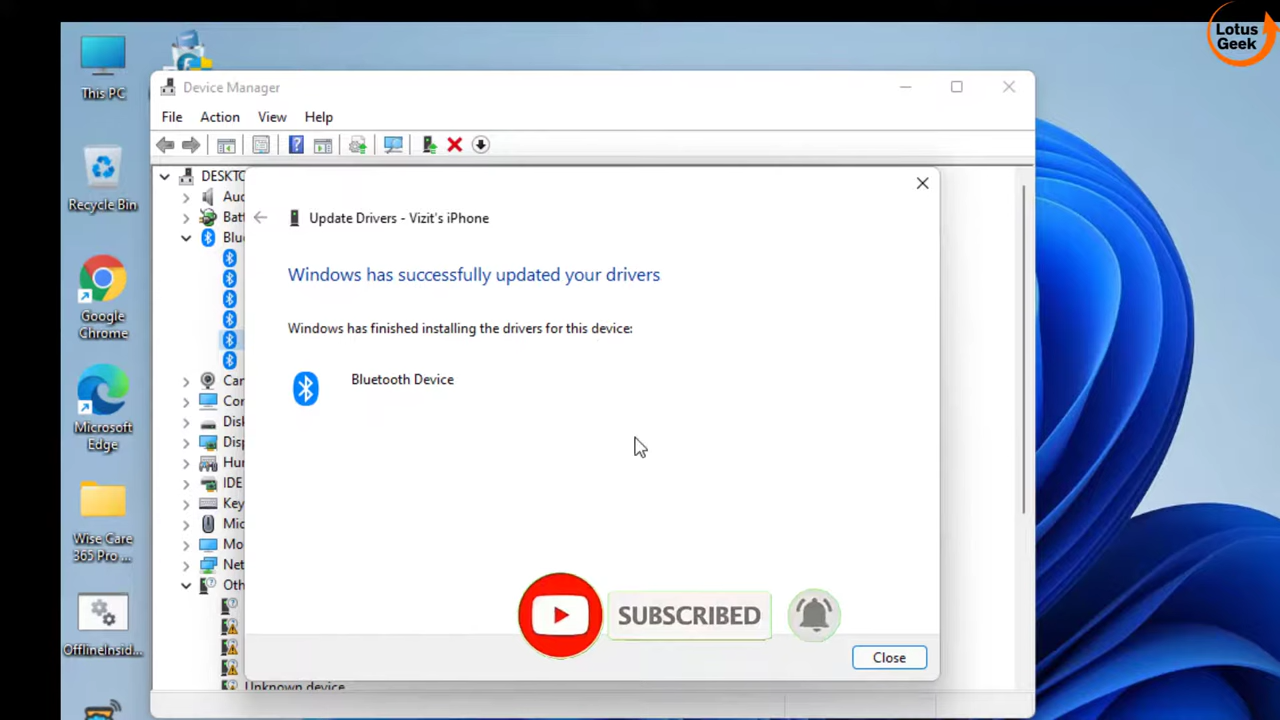 Lotus
Geek
This PC
Recycle Bin
Google
Chrome
Microsoft
Edge
Wise Care
365 Pro ...
OfflineInsid...
Device Manager
File Action View Help
DESKTO
Aud
Batt
Blue
Car
Cor
Disk
Disp
Hur
IDE
Key
Mic
Mo
Net
Oth
Unknown device
Update Drivers - Vizit's iPhone
Windows has successfully updated your drivers
Windows has finished installing the drivers for this device:
Bluetooth Device
SUBSCRIBED
Close